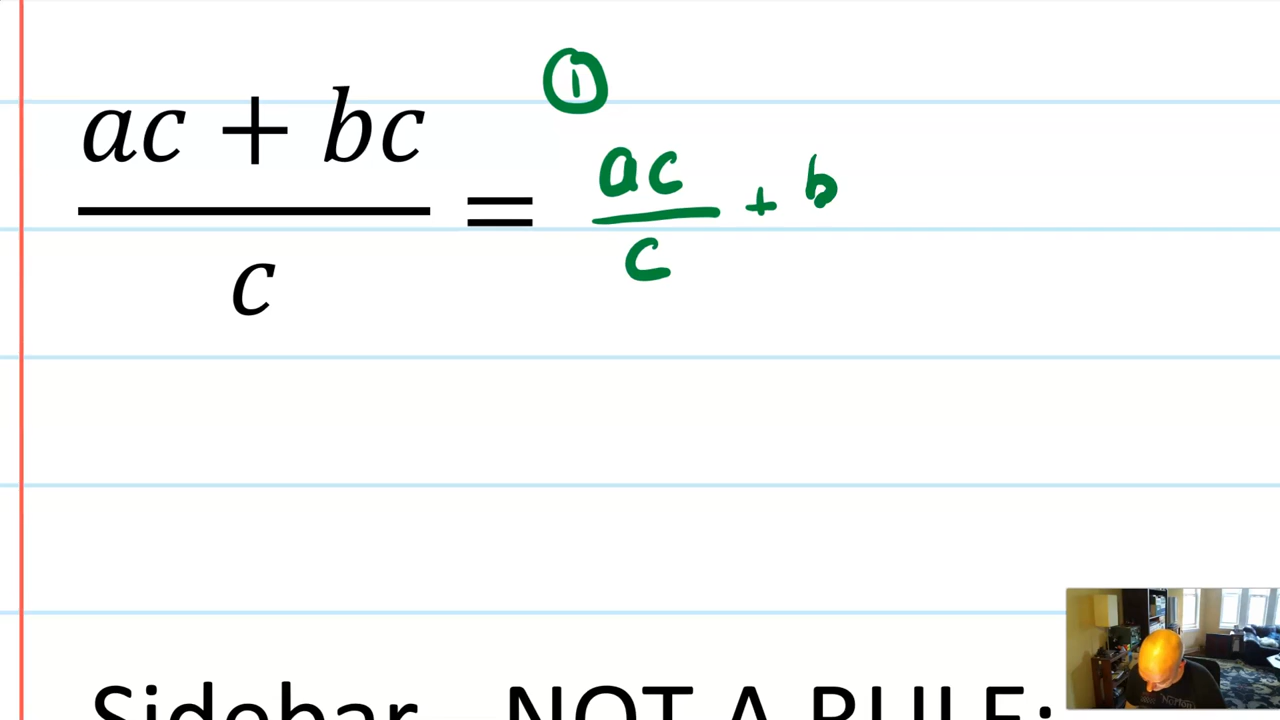 ①
ac + bc / c = ac / c + b
Sidebar – NOT A RULE: